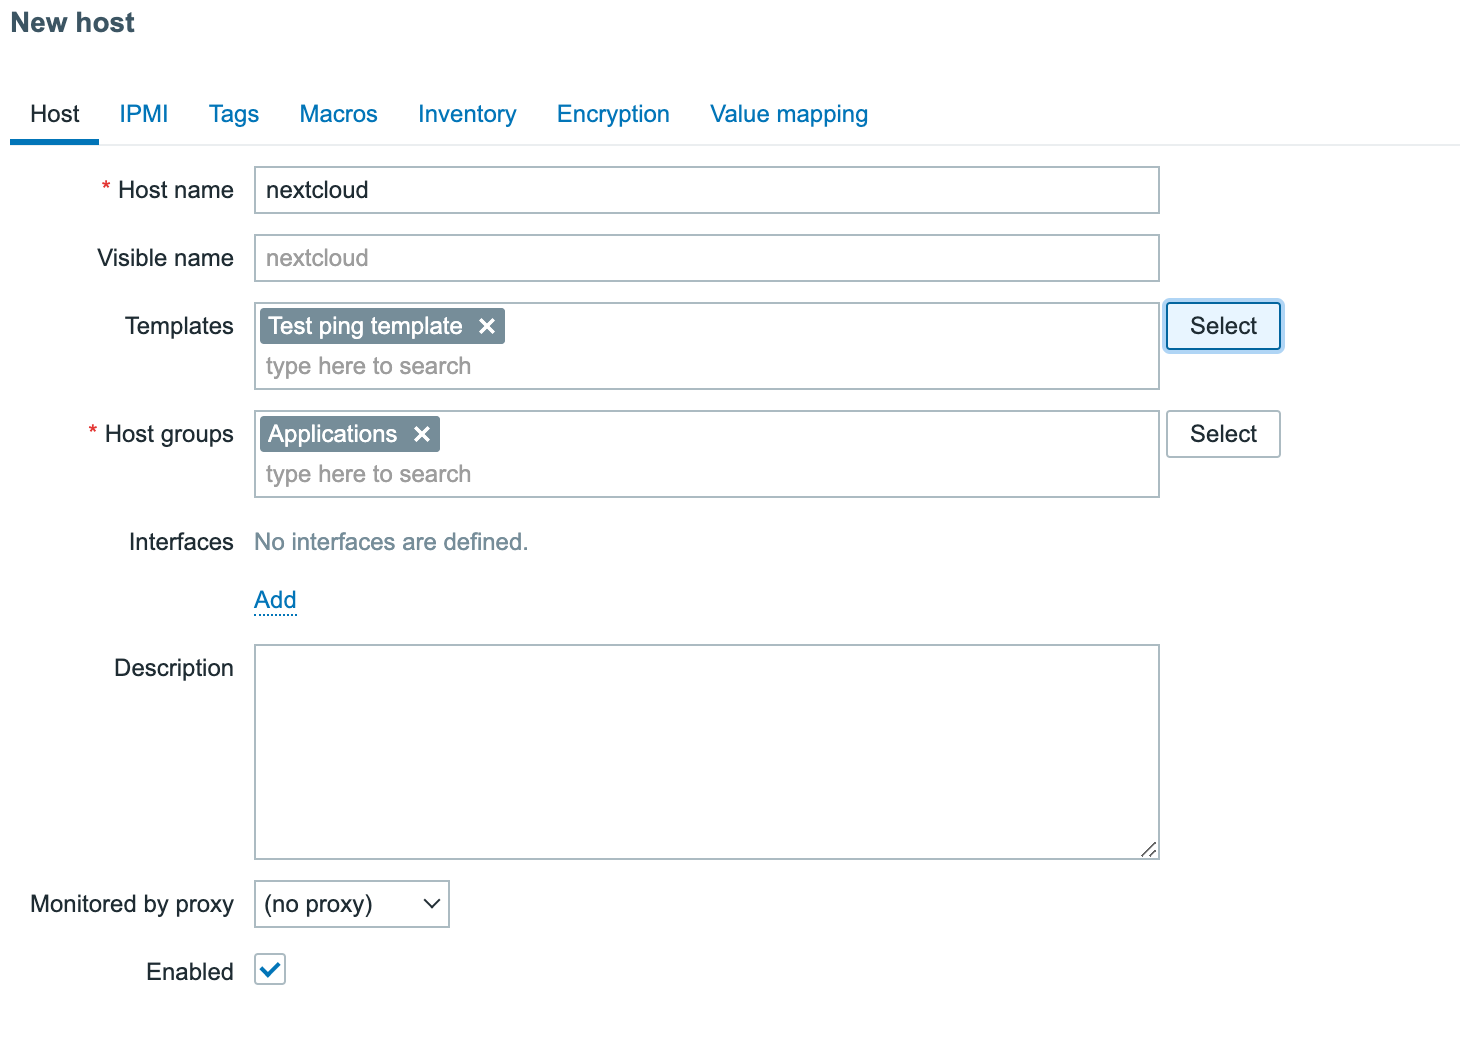 New host
Host IPMI Tags Macros Inventory Encryption Value mapping
* Host name nextcloud
Visible name nextcloud
Templates Test ping template Select
type here to search
* Host groups Applications Select
type here to search
Interfaces No interfaces are defined.
Add
Description
Monitored by proxy (no proxy)
Enabled